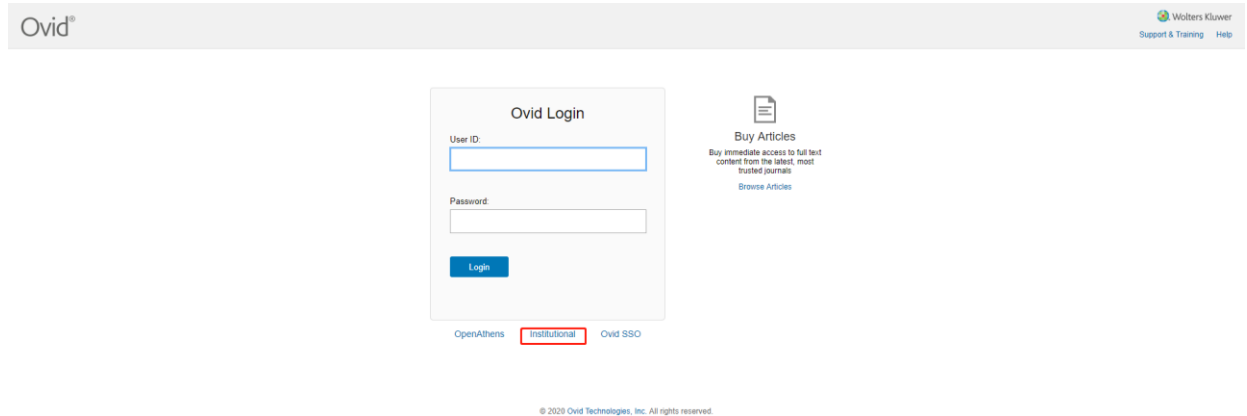 Ovid®
Wolters Kluwer
Support & Training Help
Ovid Login
User ID:
Password:
Login
OpenAthens Institutional Ovid SSO
Buy Articles
Buy immediate access to full text
content from the latest, most
trusted journals
Browse Articles
© 2020 Ovid Technologies, Inc. All rights reserved.